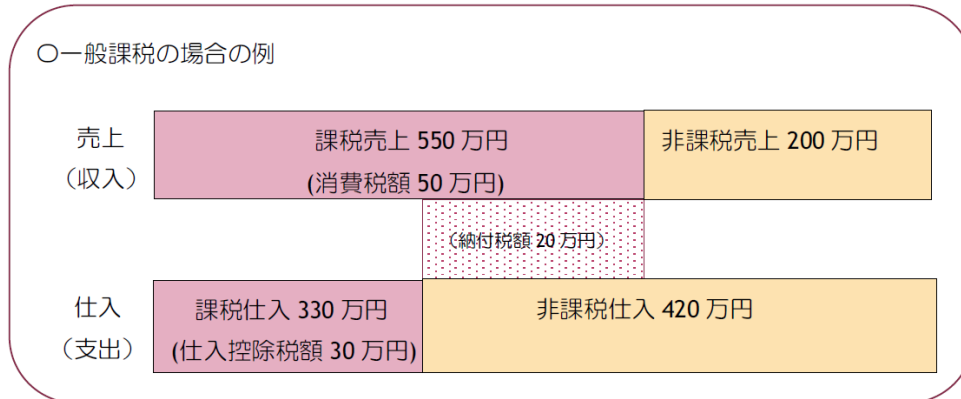 〇一般課税の場合の例
売上
(収入)
課税売上 550 万円
(消費税額 50 万円)
非課税売上 200 万円
(納付税額 20 万円)
仕入
(支出)
課税仕入 330 万円
(仕入控除税額 30 万円)
非課税仕入 420 万円